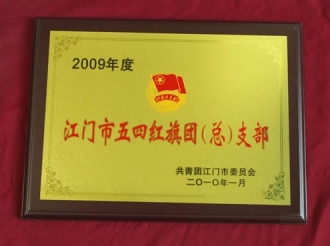 2009年度
江门市五四红旗团(总)支部
共青团江门市委员会
二〇一〇年一月